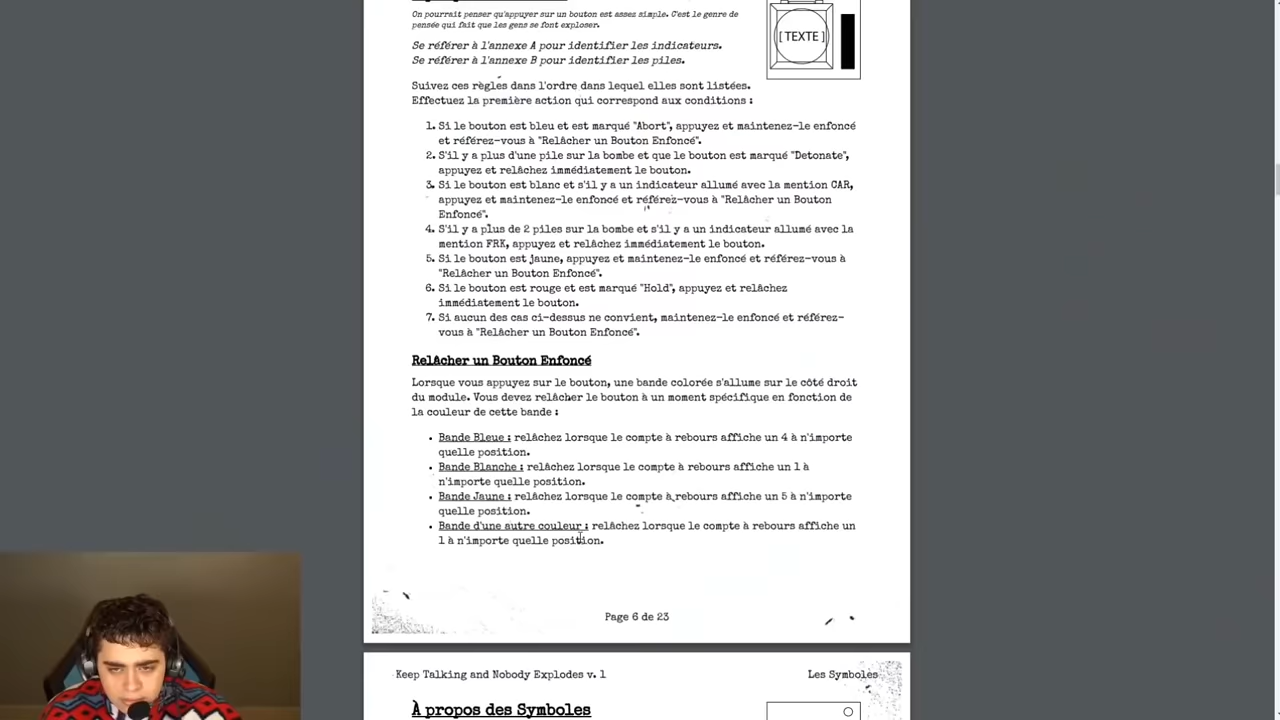 On pourrait penser qu'appuyer sur un bouton est asses simple. C'est le genre de
pensée qui fait que les gens se font exploser.
[ TEXTE ]
Se référer à l'annexe A pour identifier les indicateurs.
Se référer à l'annexe B pour identifier les piles.
Suivez ces règles dans l'ordre dans lequel elles sont listées.
Effectuez la première action qui correspond aux conditions :
1. Si le bouton est bleu et est marqué "Abort", appuyez et maintenez-le enfoncé
et référez-vous à "Relâcher un Bouton Enfoncé".
2. S'il y a plus d'une pile sur la bombe et que le bouton est marqué "Detonate",
appuyez et relâchez immédiatement le bouton.
3. Si le bouton est blanc et s'il y a un indicateur allumé avec la mention CAR,
appuyez et maintenez-le enfoncé et référez-vous à "Relâcher un Bouton
Enfoncé".
4. S'il y a plus de 2 piles sur la bombe et s'il y a un indicateur allumé avec la
mention FRK, appuyez et relâchez immédiatement le bouton.
5. Si le bouton est jaune, appuyez et maintenez-le enfoncé et référez-vous à
"Relâcher un Bouton Enfoncé".
6. Si le bouton est rouge et est marqué "Hold", appuyez et relâchez
immédiatement le bouton.
7. Si aucun des cas ci-dessus ne convient, maintenez-le enfoncé et référez-
vous à "Relâcher un Bouton Enfoncé".
Relâcher un Bouton Enfoncé
Lorsque vous appuyez sur le bouton, une bande colorée s'allume sur le côté droit
du module. Vous devez relâcher le bouton à un moment spécifique en fonction de
la couleur de cette bande :
• Bande Bleue : relâchez lorsque le compte à rebours affiche un 4 à n'importe
quelle position.
• Bande Blanche : relâchez lorsque le compte à rebours affiche un 1 à
n'importe quelle position.
• Bande Jaune : relâchez lorsque le compte à rebours affiche un 5 à n'importe
quelle position.
• Bande d'une autre couleur : relâchez lorsque le compte à rebours affiche un
1 à n'importe quelle position.
Page 6 de 23
Keep Talking and Nobody Explodes v. 1
Les Symboles
À propos des Symboles